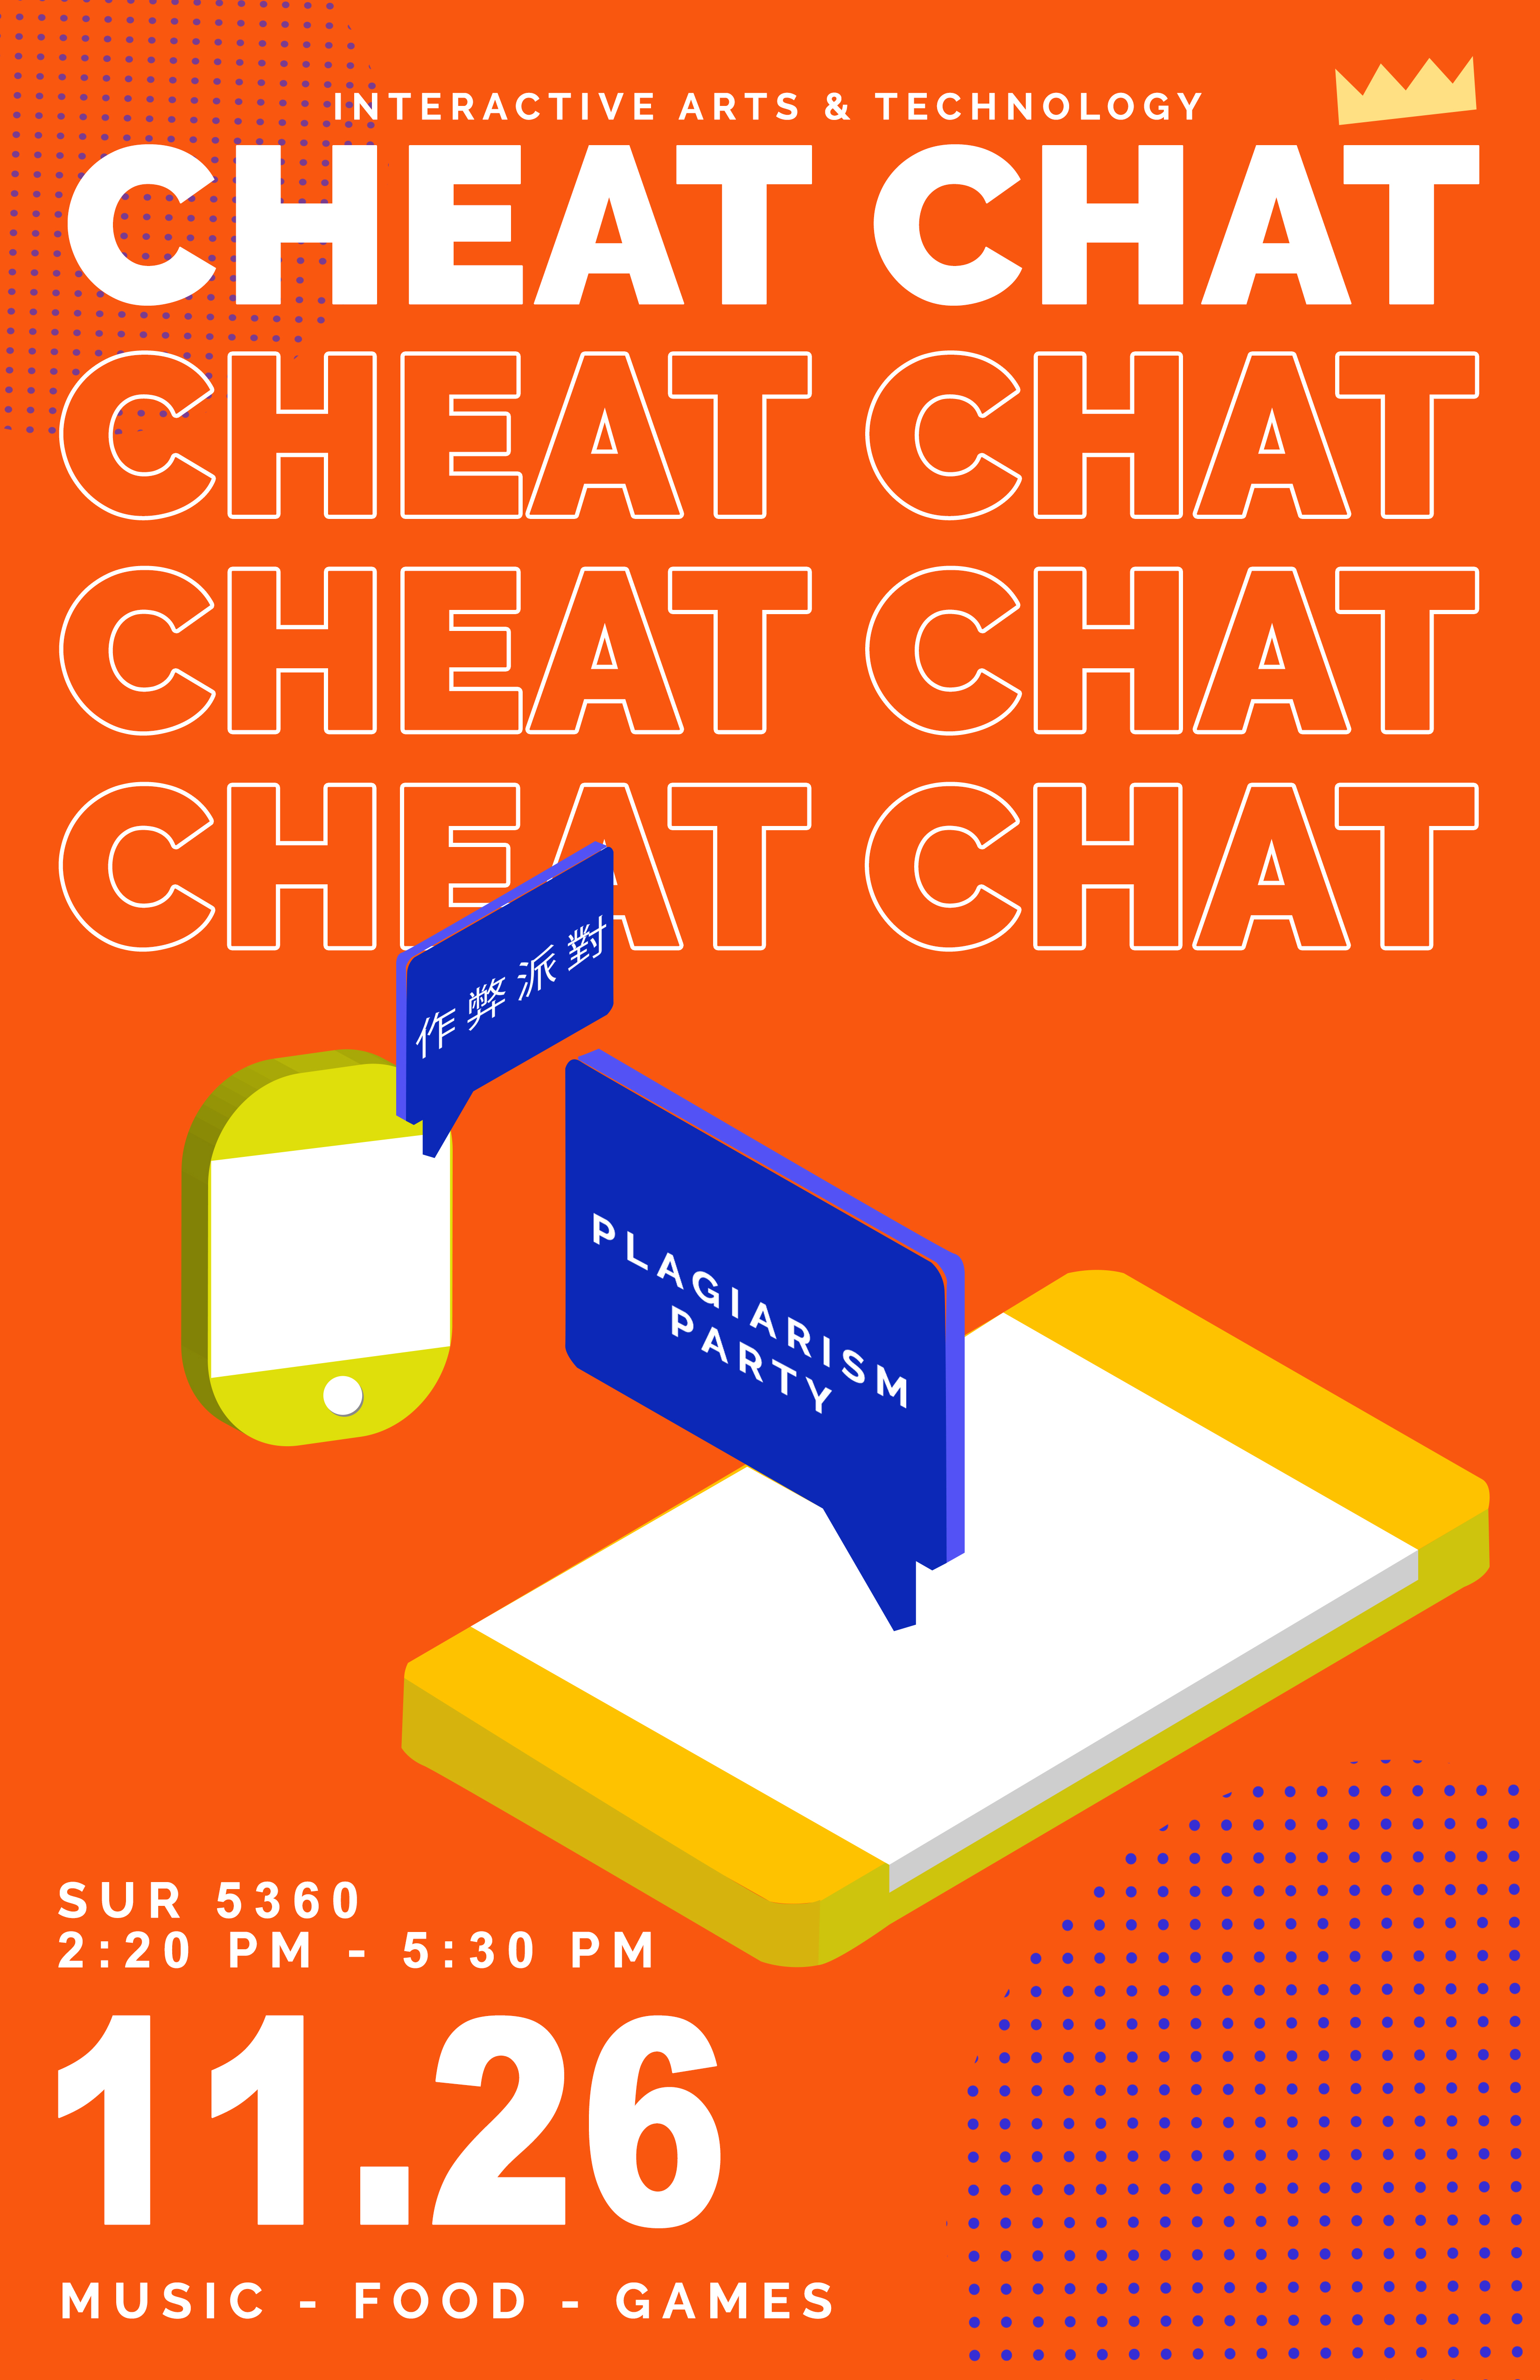 INTERACTIVE ARTS & TECHNOLOGY
CHEAT CHAT
CHEAT CHAT
CHEAT CHAT
CHEAT CHAT
作弊派對
PLAGIARISM
PARTY
SUR 5360
2:20 PM - 5:30 PM
11.26
MUSIC - FOOD - GAMES